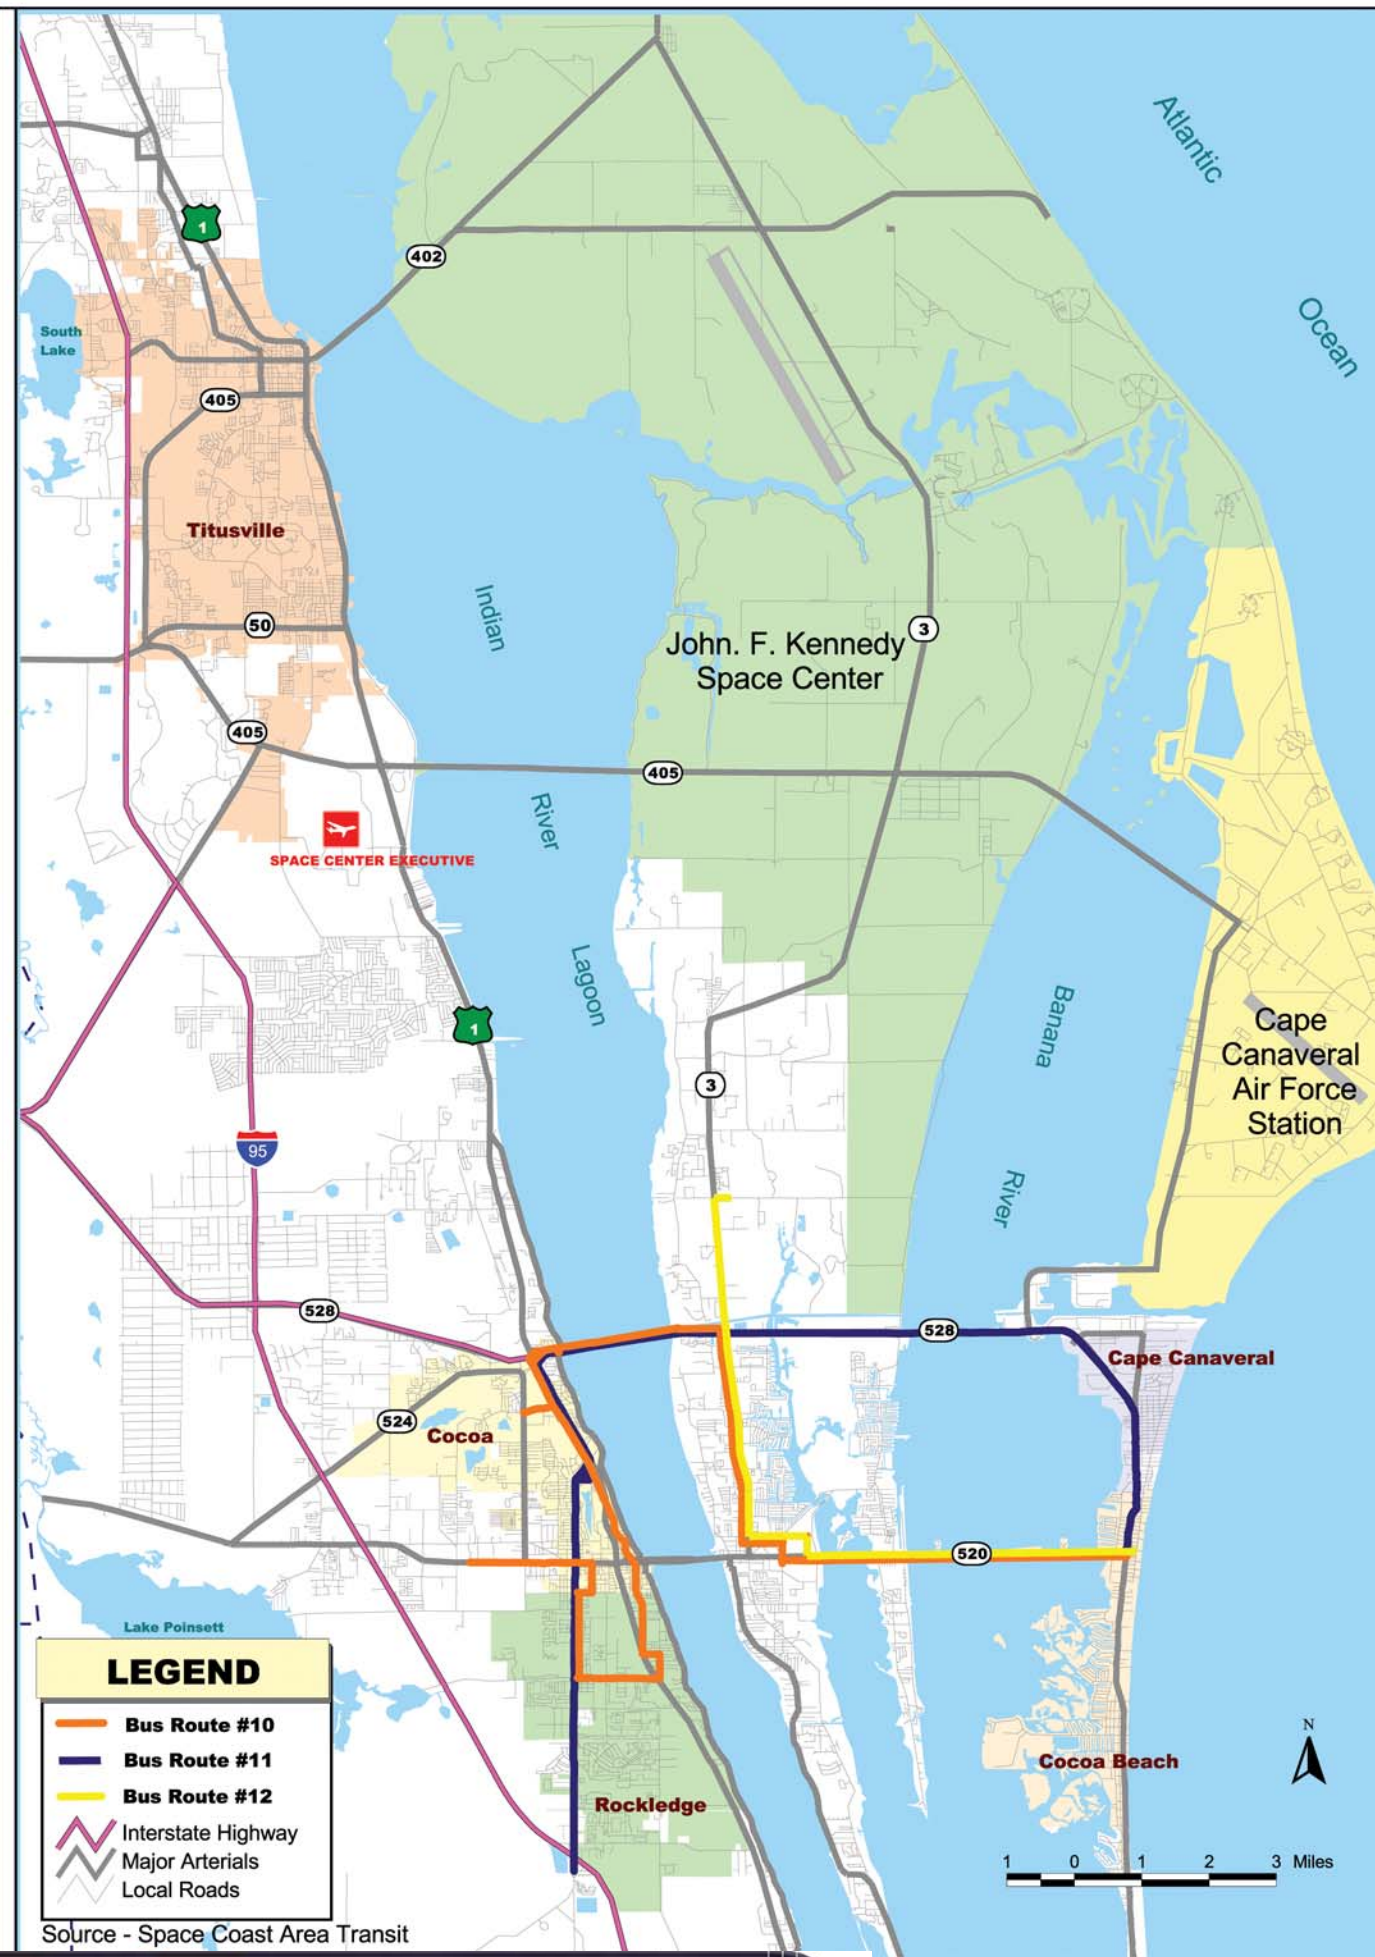 Atlantic
Ocean
1
402
South
Lake
405
Titusville
Indian
50
3
John. F. Kennedy
Space Center
405
405
River
SPACE CENTER EXECUTIVE
Lagoon
Banana
1
Cape
Canaveral
Air Force
Station
3
95
River
528
528
Cape Canaveral
524
Cocoa
520
Lake Poinsett
LEGEND
Bus Route #10
Bus Route #11
Bus Route #12
Interstate Highway
Major Arterials
Local Roads
Rockledge
Cocoa Beach
N
1 0 1 2 3 Miles
Source - Space Coast Area Transit